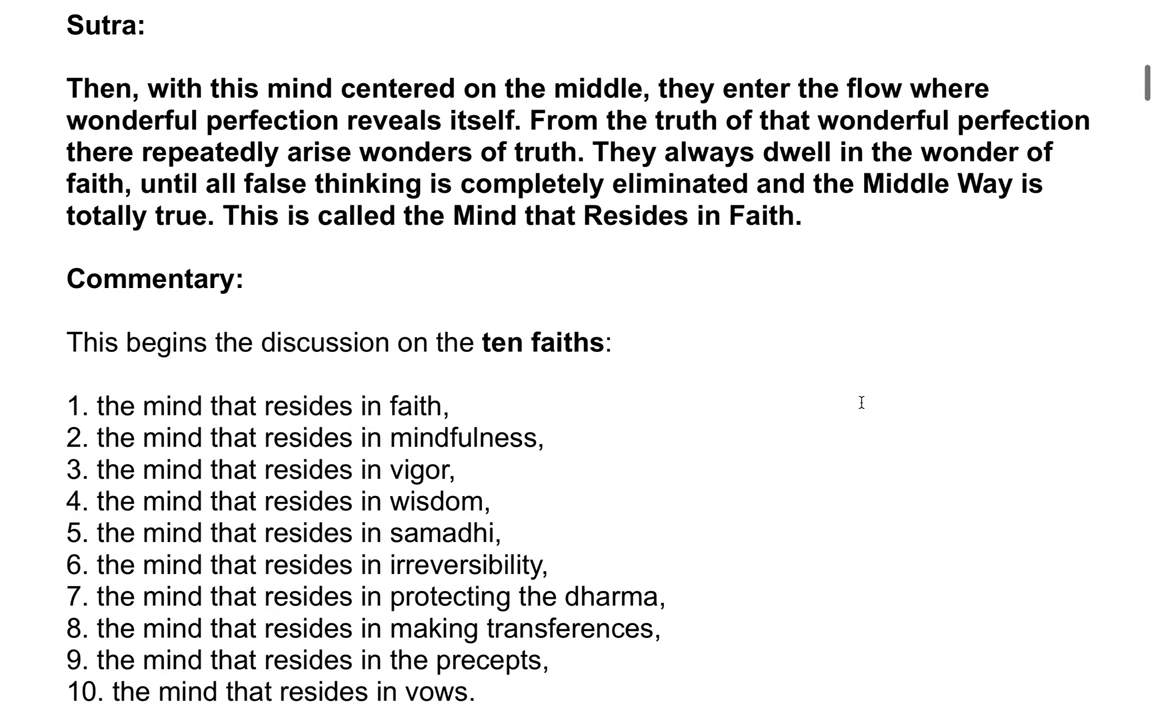 Sutra:
Then, with this mind centered on the middle, they enter the flow where
wonderful perfection reveals itself. From the truth of that wonderful perfection
there repeatedly arise wonders of truth. They always dwell in the wonder of
faith, until all false thinking is completely eliminated and the Middle Way is
totally true. This is called the Mind that Resides in Faith.
Commentary:
This begins the discussion on the ten faiths:
1. the mind that resides in faith,
2. the mind that resides in mindfulness,
3. the mind that resides in vigor,
4. the mind that resides in wisdom,
5. the mind that resides in samadhi,
6. the mind that resides in irreversibility,
7. the mind that resides in protecting the dharma,
8. the mind that resides in making transferences,
9. the mind that resides in the precepts,
10. the mind that resides in vows.